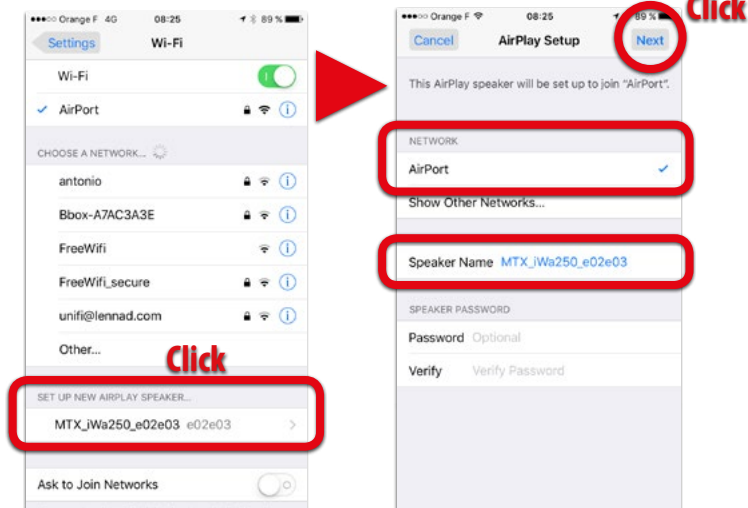 Orange F 4G 08:25 89 %
Settings Wi-Fi
Wi-Fi
AirPort
CHOOSE A NETWORK...
antonio
Bbox-A7AC3A3E
FreeWifi
FreeWifi_secure
unifi@lennad.com
Other...
Click
SET UP NEW AIRPLAY SPEAKER...
MTX_iWa250_e02e03 e02e03
Ask to Join Networks
Click
Orange F 08:25 89 %
Cancel AirPlay Setup Next
This AirPlay speaker will be set up to join “AirPort”.
NETWORK
AirPort
Show Other Networks...
Speaker Name MTX_iWa250_e02e03
SPEAKER PASSWORD
Password Optional
Verify Verify Password